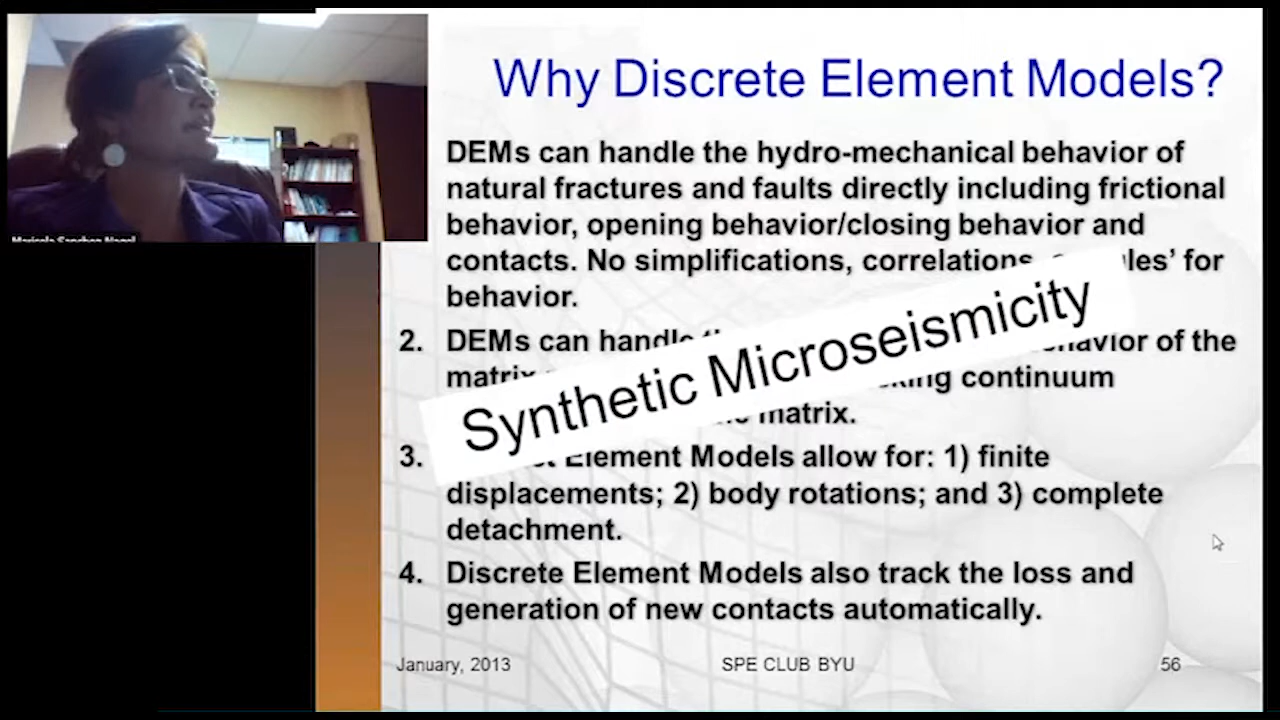 Why Discrete Element Models?
DEMs can handle the hydro-mechanical behavior of
natural fractures and faults directly including frictional
behavior, opening behavior/closing behavior and
contacts. No simplifications, correlations, for
behavior.
2. DEMs can handle of the
matrix continuum
matrix.
Synthetic Microseismicity
3. Element Models allow for: 1) finite
displacements; 2) body rotations; and 3) complete
detachment.
4. Discrete Element Models also track the loss and
generation of new contacts automatically.
January, 2013 SPE CLUB BYU 56